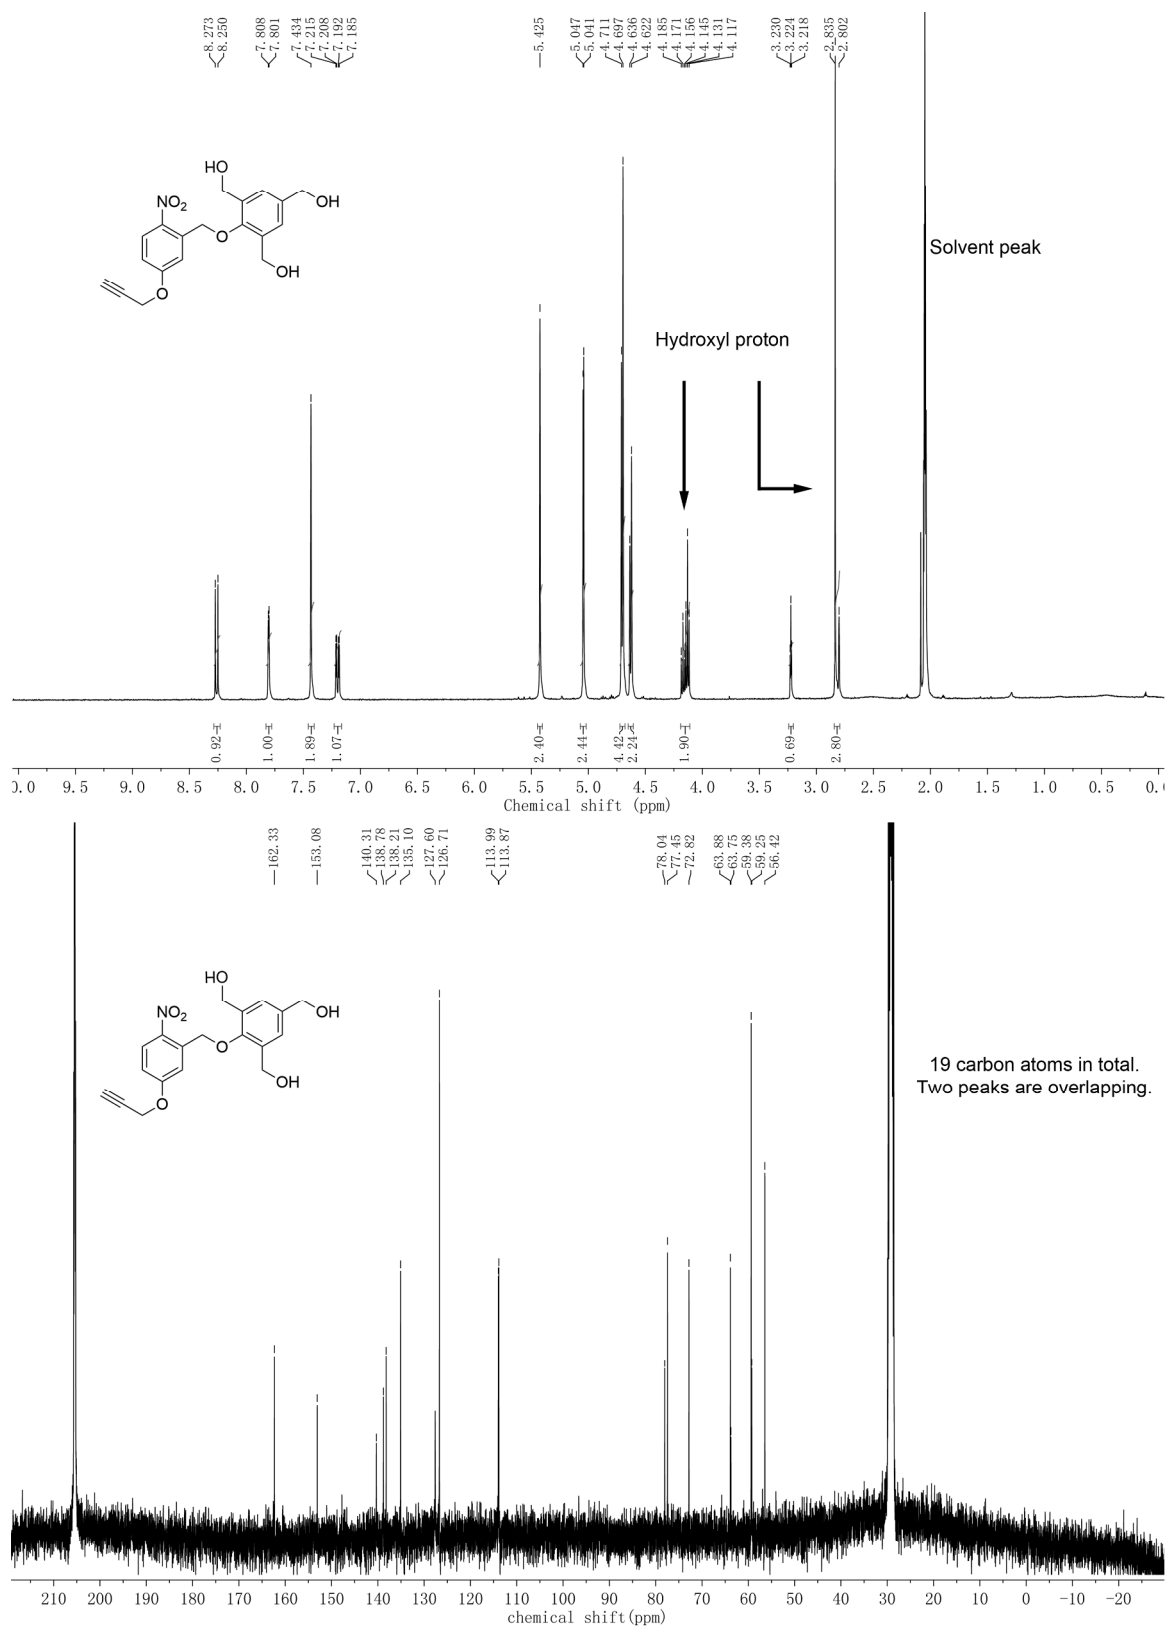 8.273
8.250
7.808
7.801
7.434
7.215
7.208
7.192
7.185
5.425
5.047
5.041
4.711
4.697
4.636
4.622
4.185
4.171
4.156
4.145
4.131
4.117
3.230
3.224
3.218
2.835
2.802
HO
NO2
OH
O
OH
O
Solvent peak
Hydroxyl proton
0.92
1.00
1.89
1.07
2.40
2.44
4.42
2.24
1.90
0.69
2.80
0.0 9.5 9.0 8.5 8.0 7.5 7.0 6.5 6.0 5.5 5.0 4.5 4.0 3.5 3.0 2.5 2.0 1.5 1.0 0.5 0.0
Chemical shift (ppm)
162.33
153.08
140.31
138.78
138.21
135.10
127.60
126.71
113.99
113.87
78.04
77.45
72.82
63.88
63.75
59.38
59.25
56.42
HO
NO2
OH
O
OH
O
19 carbon atoms in total.
Two peaks are overlapping.
210 200 190 180 170 160 150 140 130 120 110 100 90 80 70 60 50 40 30 20 10 0 -10 -20
chemical shift(ppm)